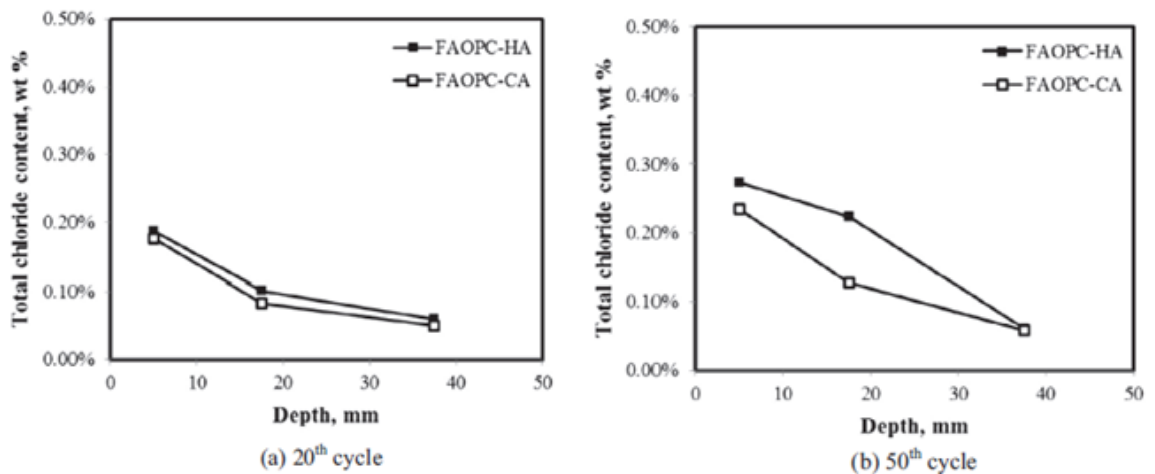 Total chloride content, wt %
0.50%
0.40%
0.30%
0.20%
0.10%
0.00%
FAOPC-HA
FAOPC-CA
0 10 20 30 40 50
Depth, mm
(a) 20th cycle
Total chloride content, wt %
0.50%
0.40%
0.30%
0.20%
0.10%
0.00%
FAOPC-HA
FAOPC-CA
0 10 20 30 40 50
Depth, mm
(b) 50th cycle